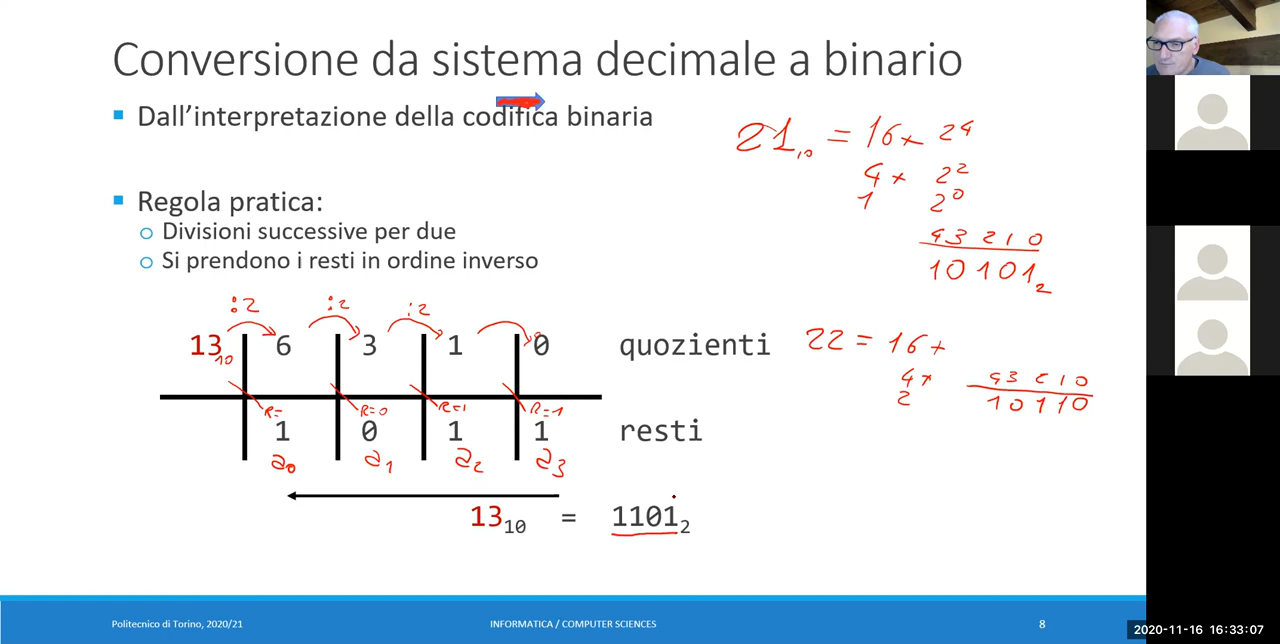 Conversione da sistema decimale a binario
Dall'interpretazione della codifica binaria
Regola pratica:
Divisioni successive per due
Si prendono i resti in ordine inverso
21₁₀ = 16 + 2⁴
4 + 2²
1 2⁰
4 3 2 1 0
1 0 1 0 1₂
:2 :2 :2
13₁₀ 6 3 1 0 quozienti
R= R=0 R=1 R=1
1 0 1 1 resti
a₀ a₁ a₂ a₃
13₁₀ = 1101₂
22 = 16 +
4 +
2
4 3 2 1 0
1 0 1 1 0
Politecnico di Torino, 2020/21 INFORMATICA / COMPUTER SCIENCES 8
2020-11-16 16:33:07